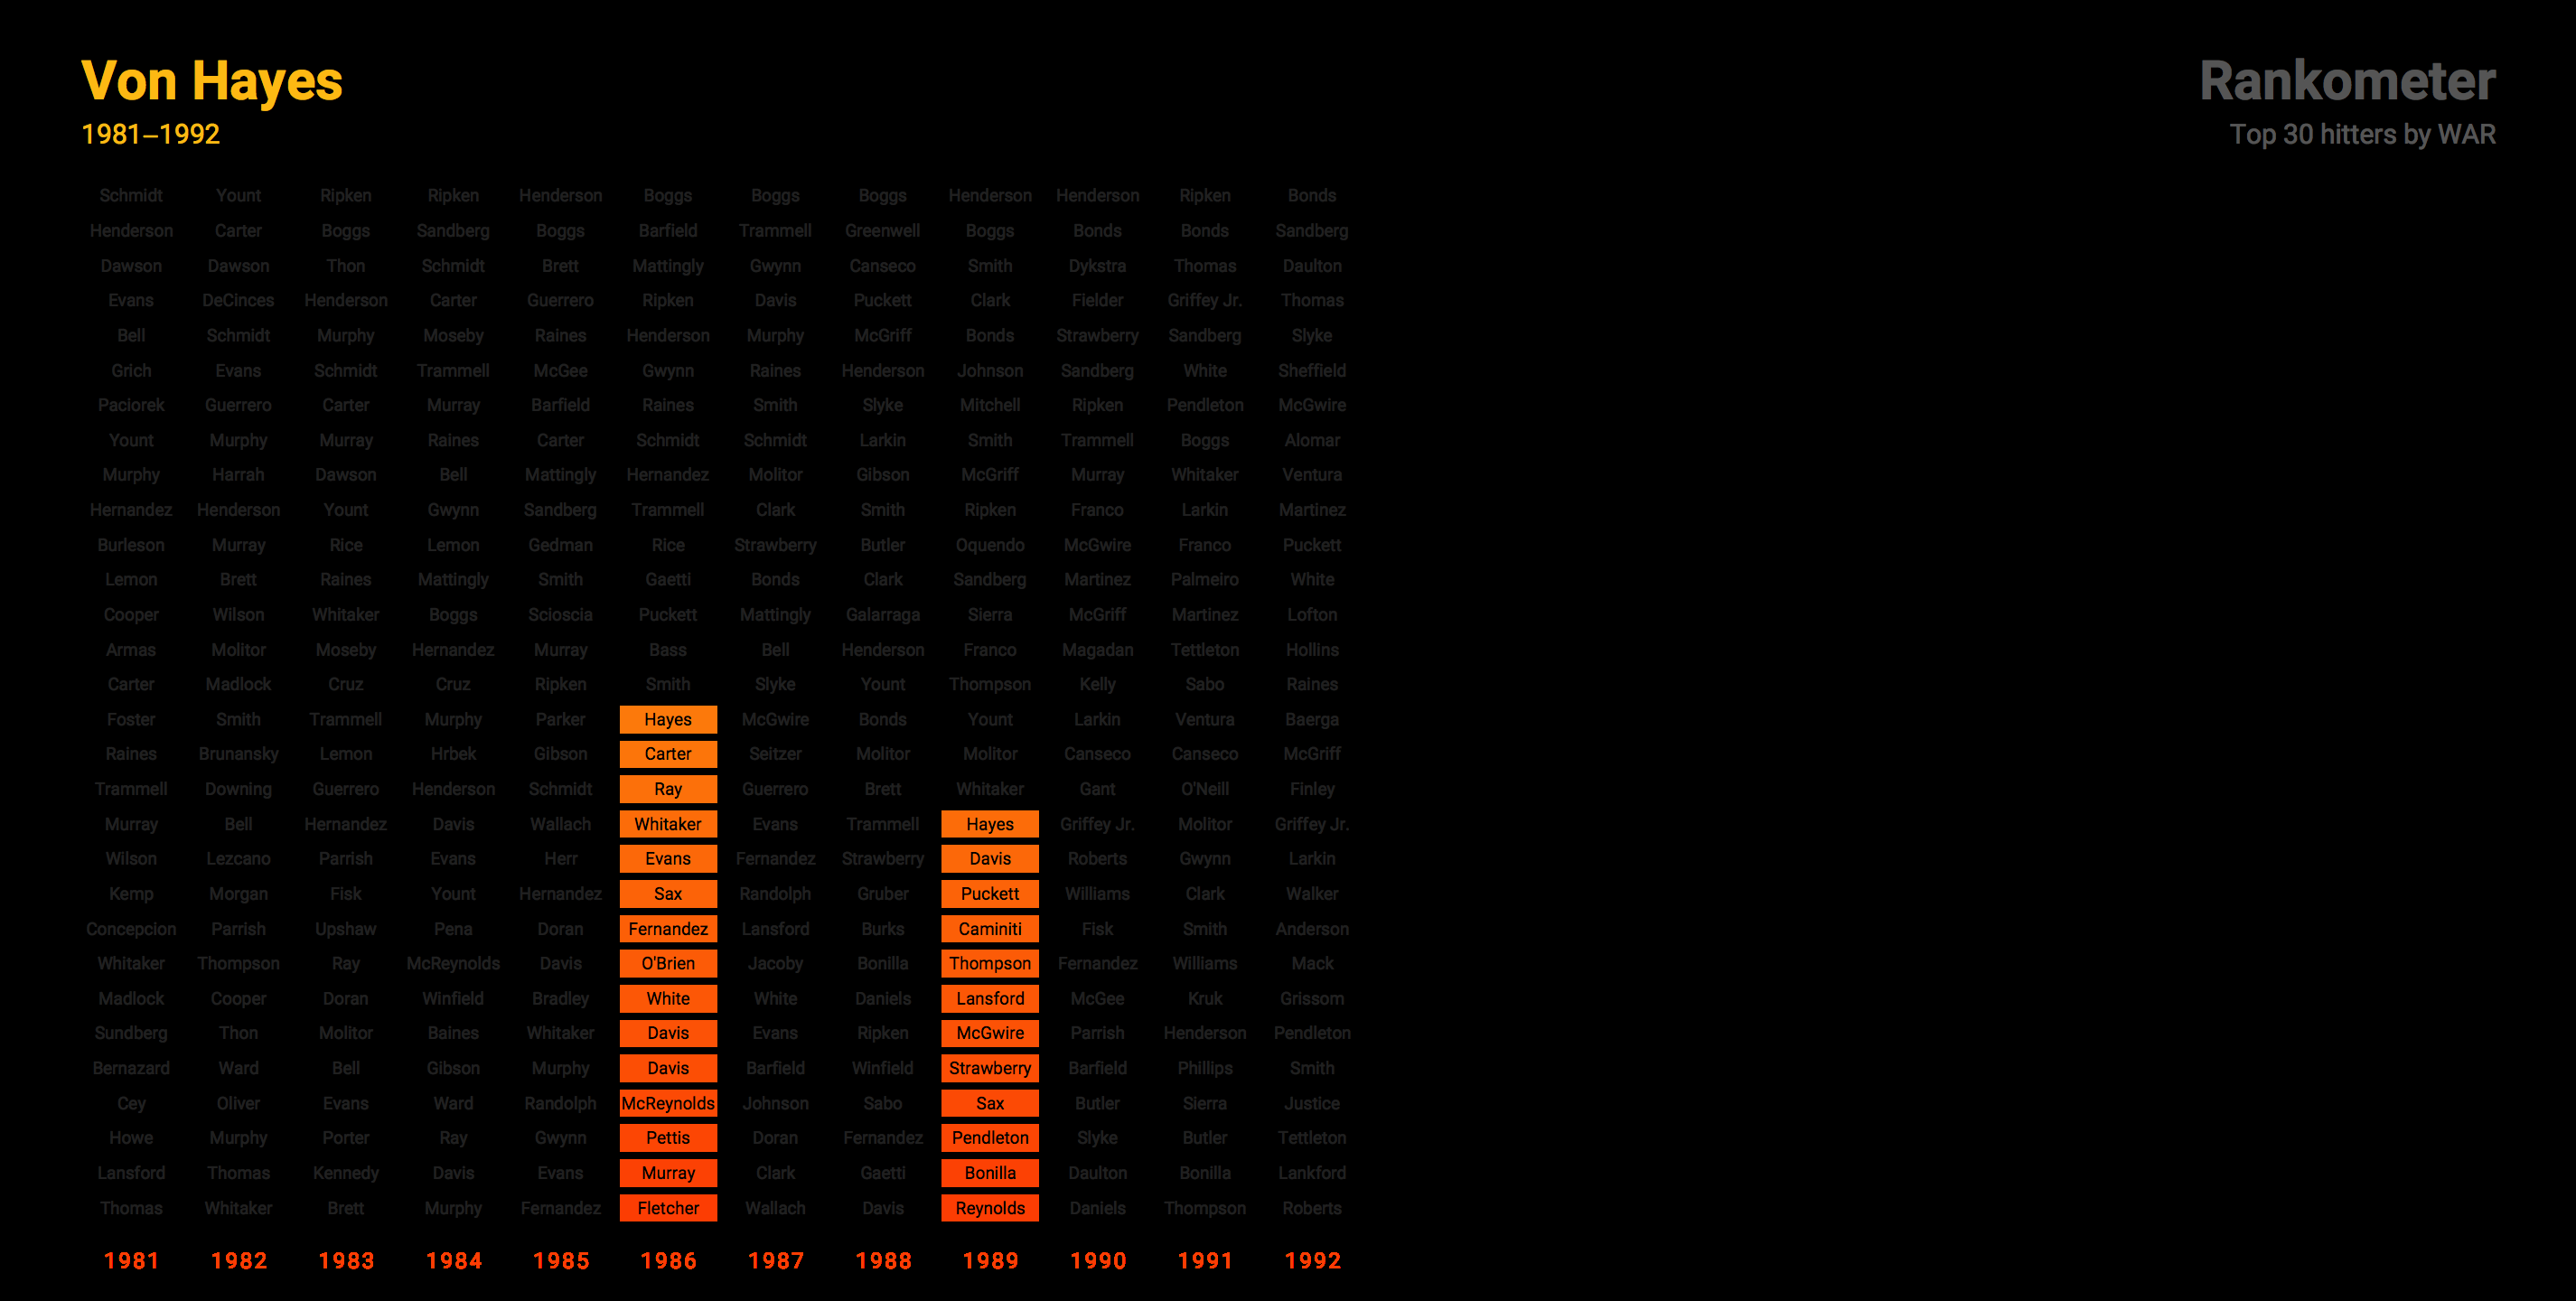 Von Hayes
1981–1992
Rankometer
Top 30 hitters by WAR
Schmidt Yount Ripken Ripken Henderson Boggs Boggs Boggs Henderson Henderson Ripken Bonds
Henderson Carter Boggs Sandberg Boggs Barfield Trammell Greenwell Boggs Bonds Bonds Sandberg
Dawson Dawson Thon Schmidt Brett Mattingly Gwynn Canseco Smith Dykstra Thomas Daulton
Evans DeCinces Henderson Carter Guerrero Ripken Davis Puckett Clark Fielder Griffey Jr. Thomas
Bell Schmidt Murphy Moseby Raines Henderson Murphy McGriff Bonds Strawberry Sandberg Slyke
Grich Evans Schmidt Trammell McGee Gwynn Raines Henderson Johnson Sandberg White Sheffield
Paciorek Guerrero Carter Murray Barfield Raines Smith Slyke Mitchell Ripken Pendleton McGwire
Yount Murphy Murray Raines Carter Schmidt Schmidt Larkin Smith Trammell Boggs Alomar
Murphy Harrah Dawson Bell Mattingly Hernandez Molitor Gibson McGriff Murray Whitaker Ventura
Hernandez Henderson Yount Gwynn Sandberg Trammell Clark Smith Ripken Franco Larkin Martinez
Burleson Murray Rice Lemon Gedman Rice Strawberry Butler Oquendo McGwire Franco Puckett
Lemon Brett Raines Mattingly Smith Gaetti Bonds Clark Sandberg Martinez Palmeiro White
Cooper Wilson Whitaker Boggs Scioscia Puckett Mattingly Galarraga Sierra McGriff Martinez Lofton
Armas Molitor Moseby Hernandez Murray Bass Bell Henderson Franco Magadan Tettleton Hollins
Carter Madlock Cruz Cruz Ripken Smith Slyke Yount Thompson Kelly Sabo Raines
Foster Smith Trammell Murphy Parker Hayes McGwire Bonds Yount Larkin Ventura Baerga
Raines Brunansky Lemon Hrbek Gibson Carter Seitzer Molitor Molitor Canseco Canseco McGriff
Trammell Downing Guerrero Henderson Schmidt Ray Guerrero Brett Whitaker Gant O'Neill Finley
Murray Bell Hernandez Davis Wallach Whitaker Evans Trammell Hayes Griffey Jr. Molitor Griffey Jr.
Wilson Lezcano Parrish Evans Herr Evans Fernandez Strawberry Davis Roberts Gwynn Larkin
Kemp Morgan Fisk Yount Hernandez Sax Randolph Gruber Puckett Williams Clark Walker
Concepcion Parrish Upshaw Pena Doran Fernandez Lansford Burks Caminiti Fisk Smith Anderson
Whitaker Thompson Ray McReynolds Davis O'Brien Jacoby Bonilla Thompson Fernandez Williams Mack
Madlock Cooper Doran Winfield Bradley White White Daniels Lansford McGee Kruk Grissom
Sundberg Thon Molitor Baines Whitaker Davis Evans Ripken McGwire Parrish Henderson Pendleton
Bernazard Ward Bell Gibson Murphy Davis Barfield Winfield Strawberry Barfield Phillips Smith
Cey Oliver Evans Ward Randolph McReynolds Johnson Sabo Sax Butler Sierra Justice
Howe Murphy Porter Ray Gwynn Pettis Doran Fernandez Pendleton Slyke Butler Tettleton
Lansford Thomas Kennedy Davis Evans Murray Clark Gaetti Bonilla Daulton Bonilla Lankford
Thomas Whitaker Brett Murphy Fernandez Fletcher Wallach Davis Reynolds Daniels Thompson Roberts
1981 1982 1983 1984 1985 1986 1987 1988 1989 1990 1991 1992